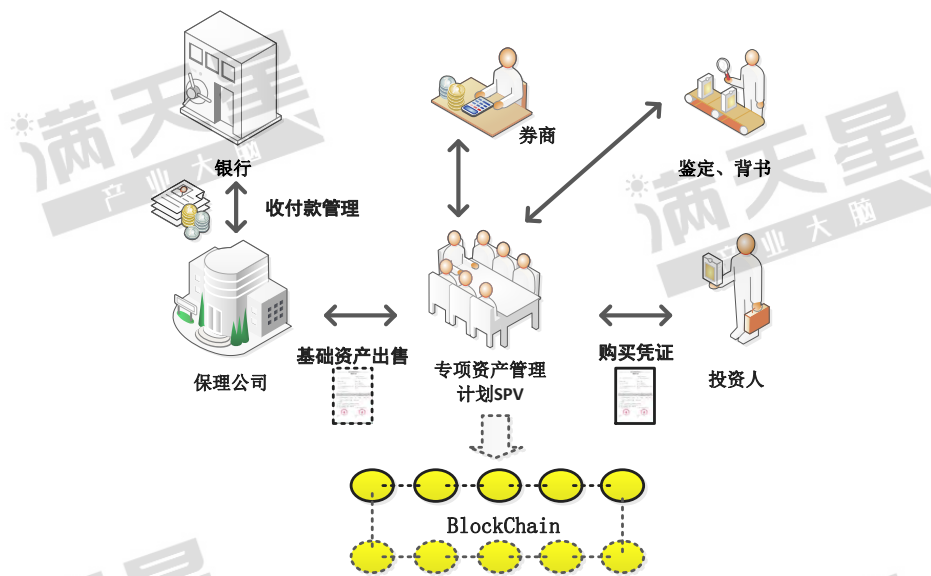 满天星
产业大脑
银行
券商
鉴定、背书
收付款管理
满天星
产业大脑
基础资产出售
购买凭证
保理公司
专项资产管理
计划SPV
投资人
BlockChain